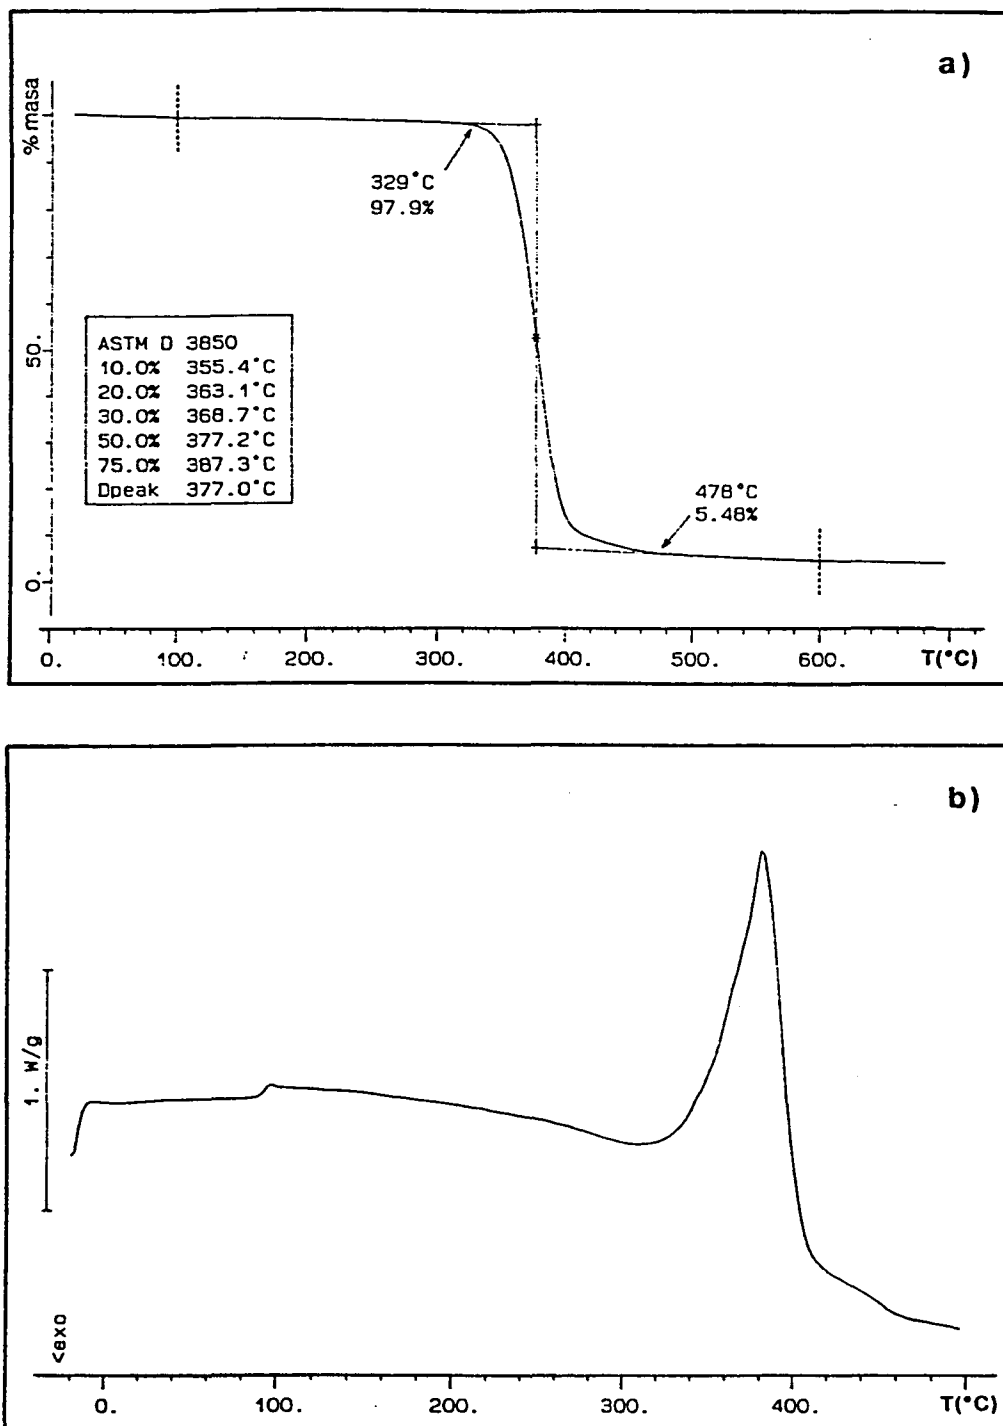 a)
% masa
329°C
97.9%
50.
ASTM D 3850
10.0% 355.4°C
20.0% 363.1°C
30.0% 368.7°C
50.0% 377.2°C
75.0% 387.3°C
Dpeak 377.0°C
478°C
5.48%
0.
0. 100. 200. 300. 400. 500. 600. T(°C)
b)
1. W/g
<exo
0. 100. 200. 300. 400. T(°C)